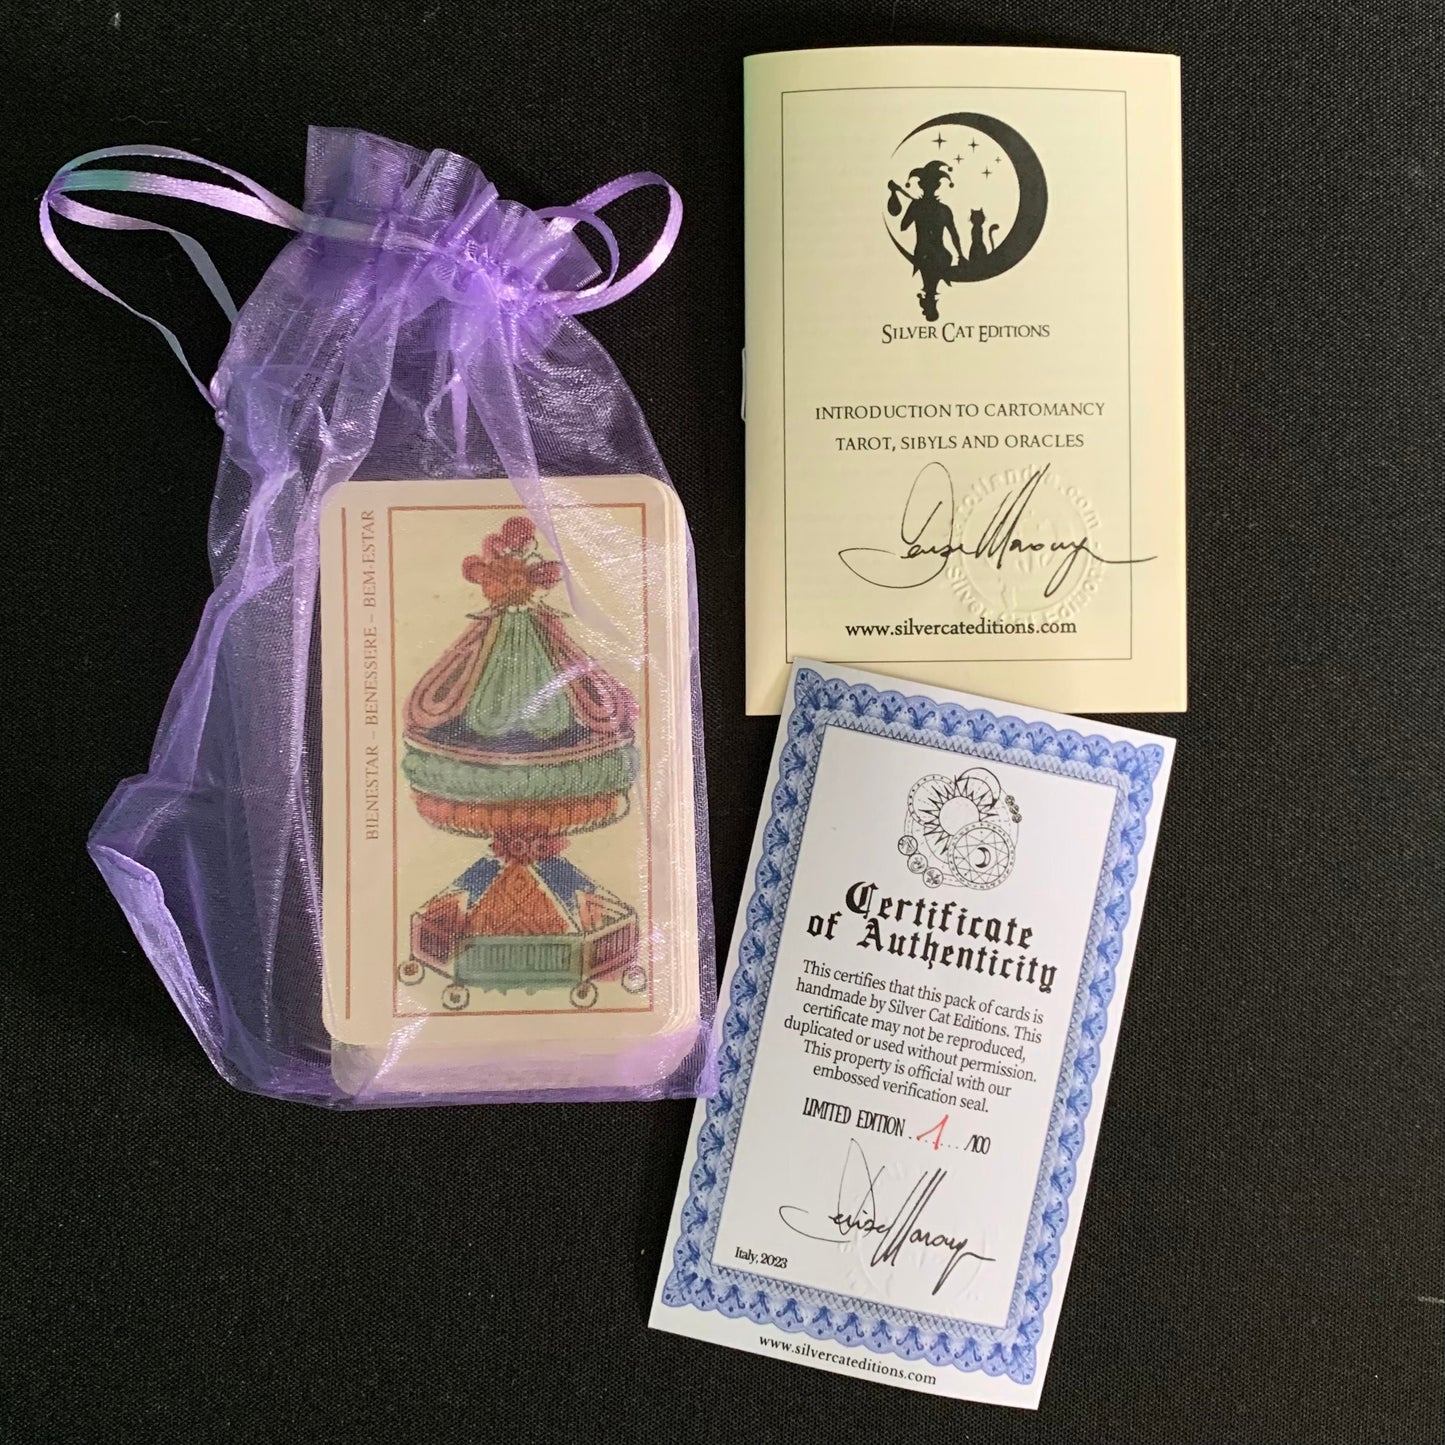 SILVER CAT EDITIONS
INTRODUCTION TO CARTOMANCY
TAROT, SIBYLS AND ORACLES
www.silvercateditions.com
BIENESTAR – BENESSERE – BEM-ESTAR
Certificate
of Authenticity
This certifies that this pack of cards is
handmade by Silver Cat Editions. This
certificate may not be reproduced,
duplicated or used without permission.
This property is official with our
embossed verification seal.
LIMITED EDITION ...1.... /100
Italy, 2023
www.silvercateditions.com